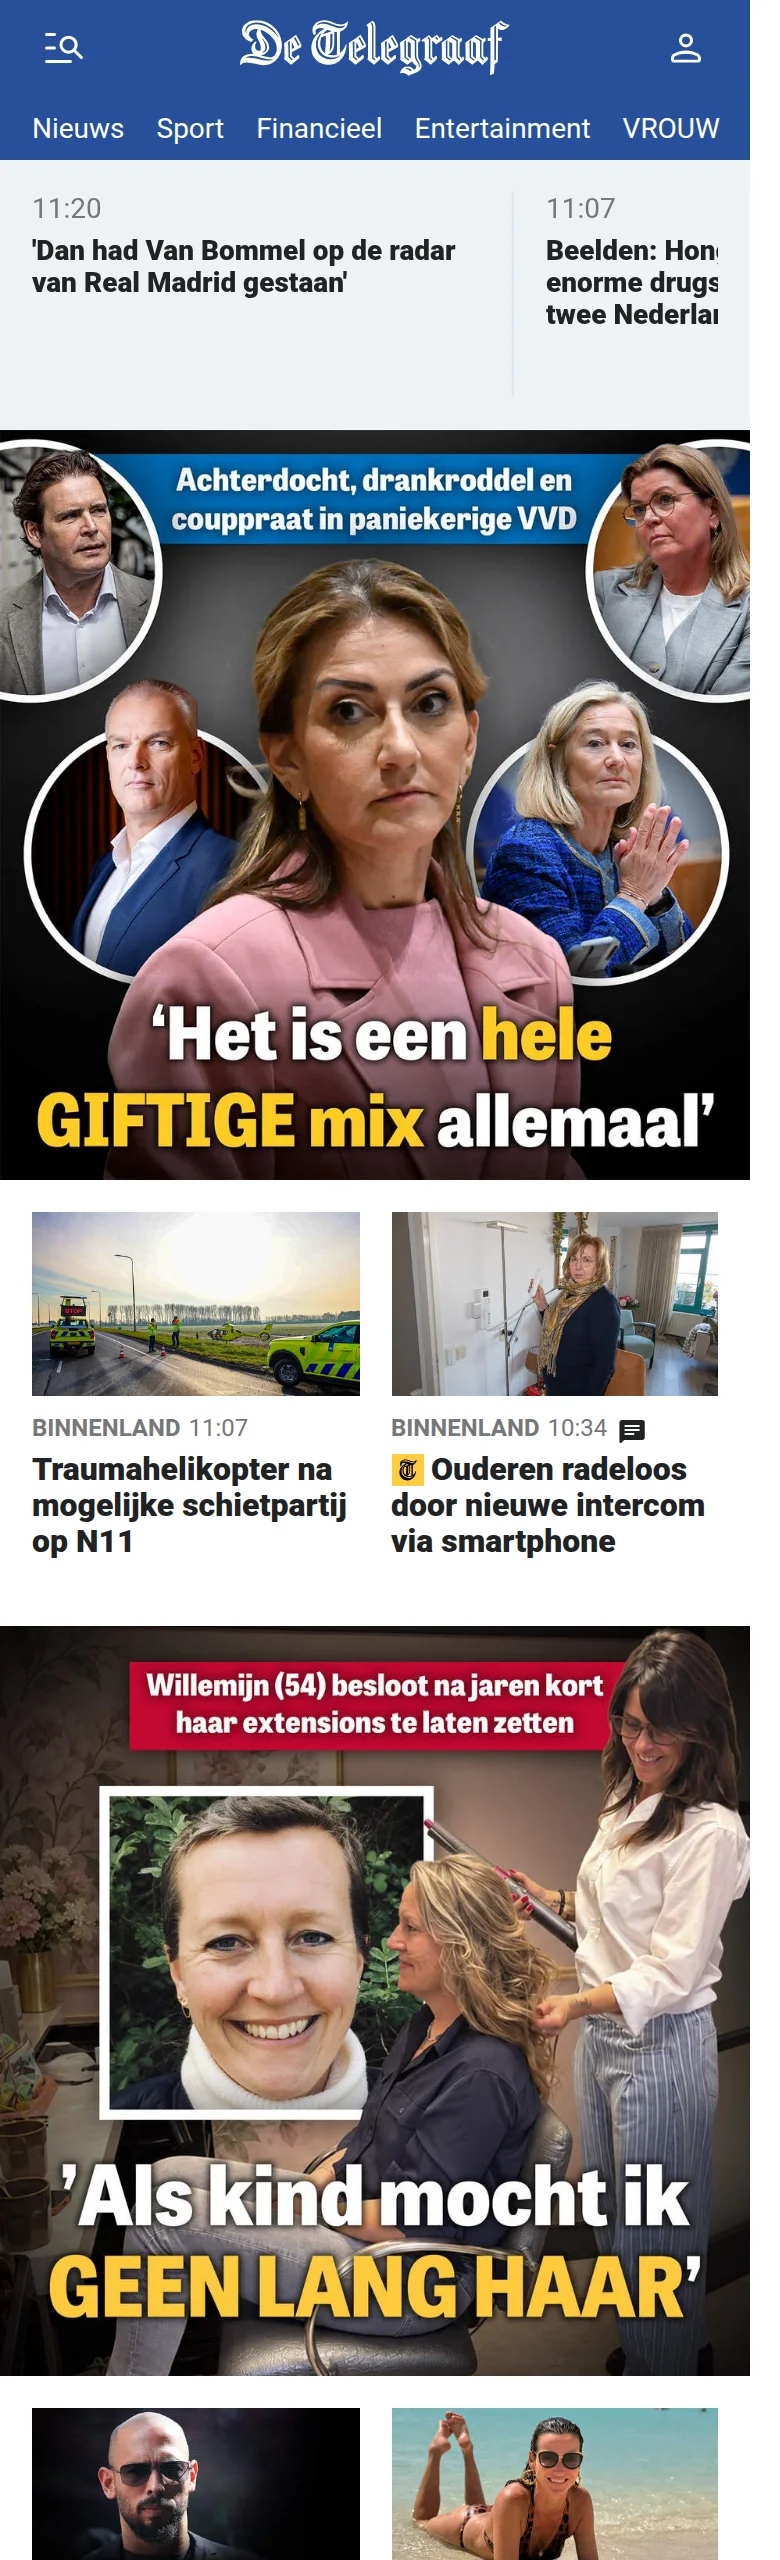 De Telegraaf
Nieuws Sport Financieel Entertainment VROUW
11:20
'Dan had Van Bommel op de radar
van Real Madrid gestaan'
11:07
Beelden:
enorme drugs
twee
Achterdocht, drankroddel en
couppraat in paniekerige VVD
‘Het is een hele
GIFTIGE mix allemaal’
STOP
BINNENLAND 11:07
Traumahelikopter na
mogelijke schietpartij
op N11
BINNENLAND 10:34
Ouderen radeloos
door nieuwe intercom
via smartphone
Willemijn (54) besloot na jaren kort
haar extensions te laten zetten
’Als kind mocht ik
GEEN LANG HAAR’